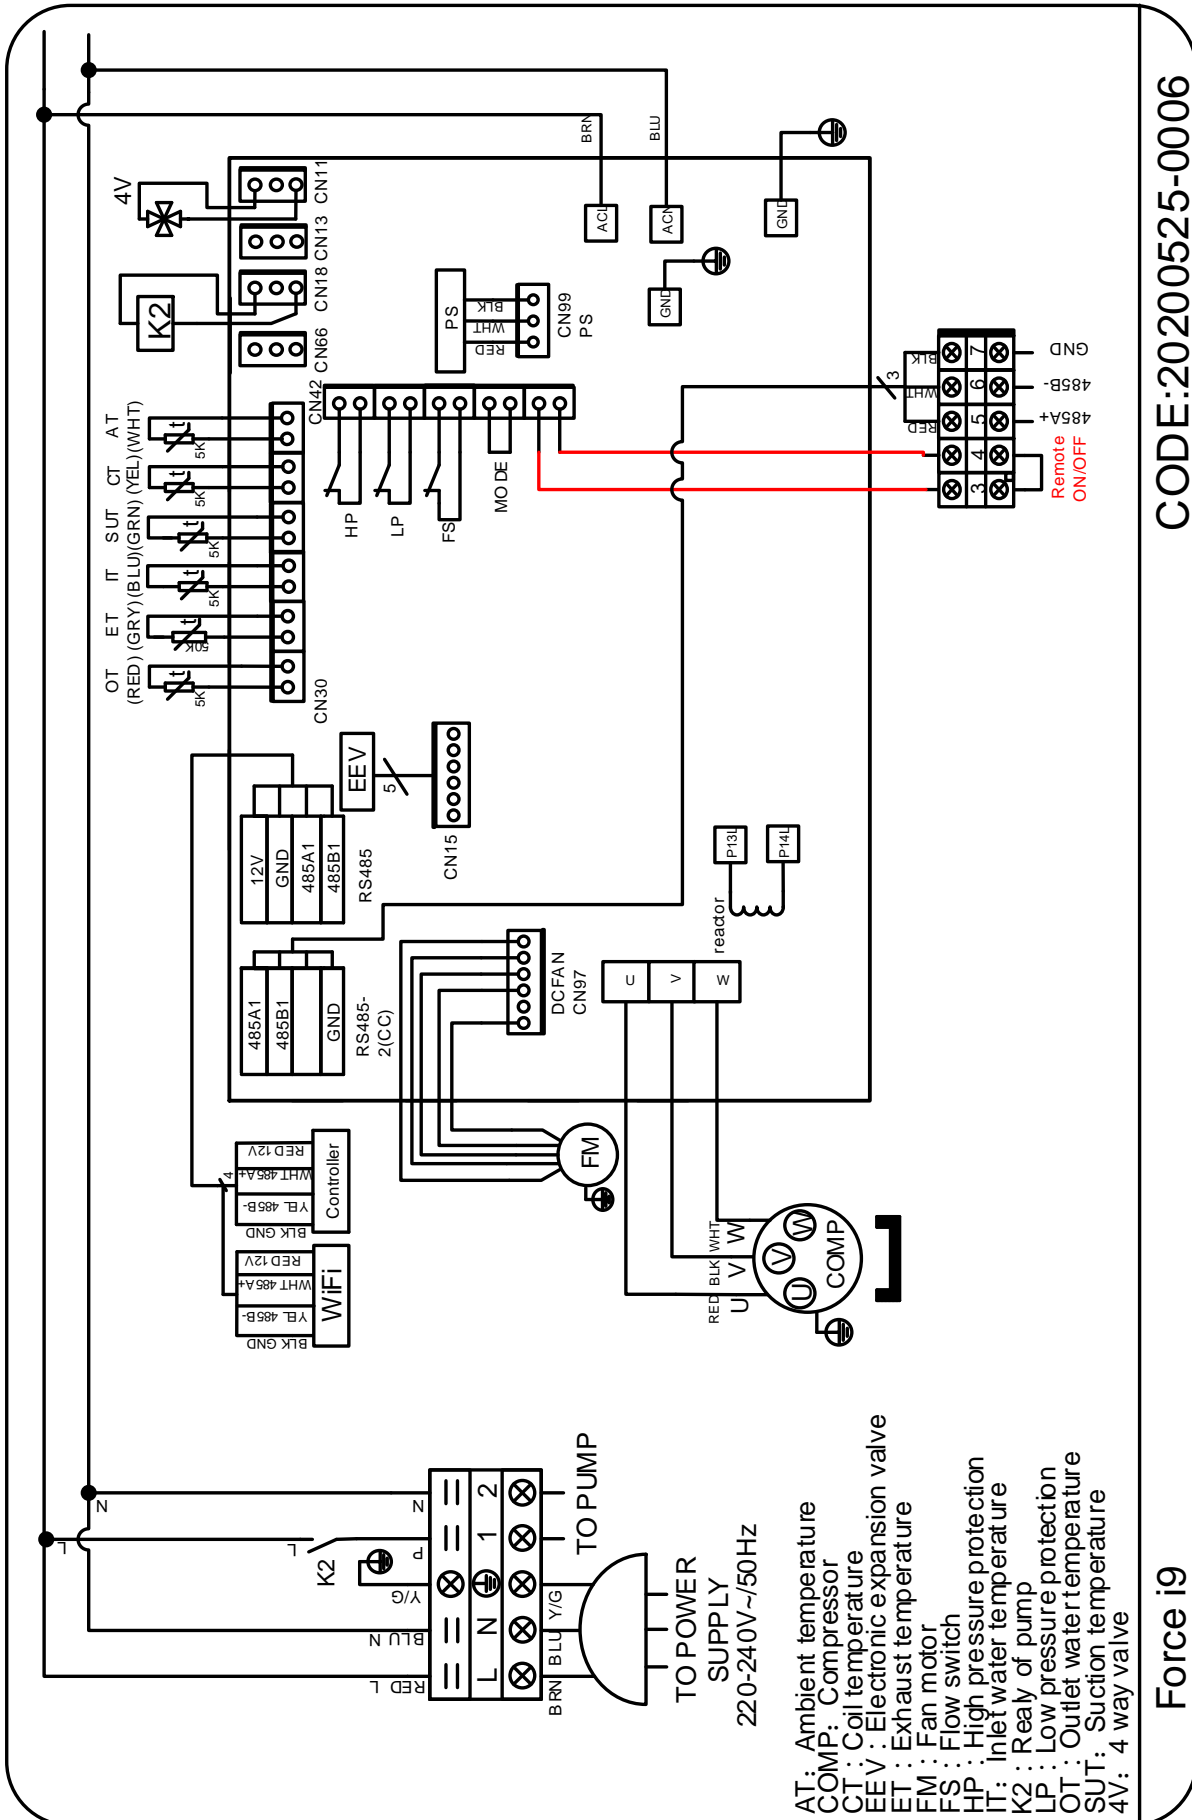 4V
K2
CN66
CN18
CN13
CN11
BRN
BLU
ACL
ACN
GND
GND
OT
ET
IT
SUT
CT
AT
(RED)
(GRY)
(BLU)
(GRN)
(YEL)
(WHT)
t
t
t
t
t
t
5K
50K
5K
5K
5K
5K
CN30
CN42
PS
RED
WHT
BLK
CN99
PS
HP
LP
FS
MODE
12V
GND
485A1
485B1
RS485
EEV
5
CN15
485A1
485B1
GND
RS485-
2(CC)
DCFAN
CN97
reactor
P13L
P14L
U
V
W
3
RED
WHT
BLK
3
4
5
6
7
Remote
ON/OFF
485A+
485B-
GND
4
RED 12V
WHT 485A+
YEL 485B-
BLK GND
Controller
RED 12V
WHT 485A+
YEL 485B-
BLK GND
WiFi
FM
RED
BLK
WHT
U
V
W
U
V
W
COMP
L
N
L
K2
RED L
BLU N
Y/G
P
N
L
N
1
2
BRN
BLU
Y/G
TO PUMP
TO POWER
SUPPLY
220-240V~/50Hz
AT: Ambient temperature
COMP: Compressor
CT : Coil temperature
EEV : Electronic expansion valve
ET : Exhaust temperature
FM : Fan motor
FS : Flow switch
HP : High pressure protection
IT: Inlet water temperature
K2 : Realy of pump
LP : Low pressure protection
OT : Outlet water temperature
SUT: Suction temperature
4V: 4 way valve
Force i9
CODE:20200525-0006